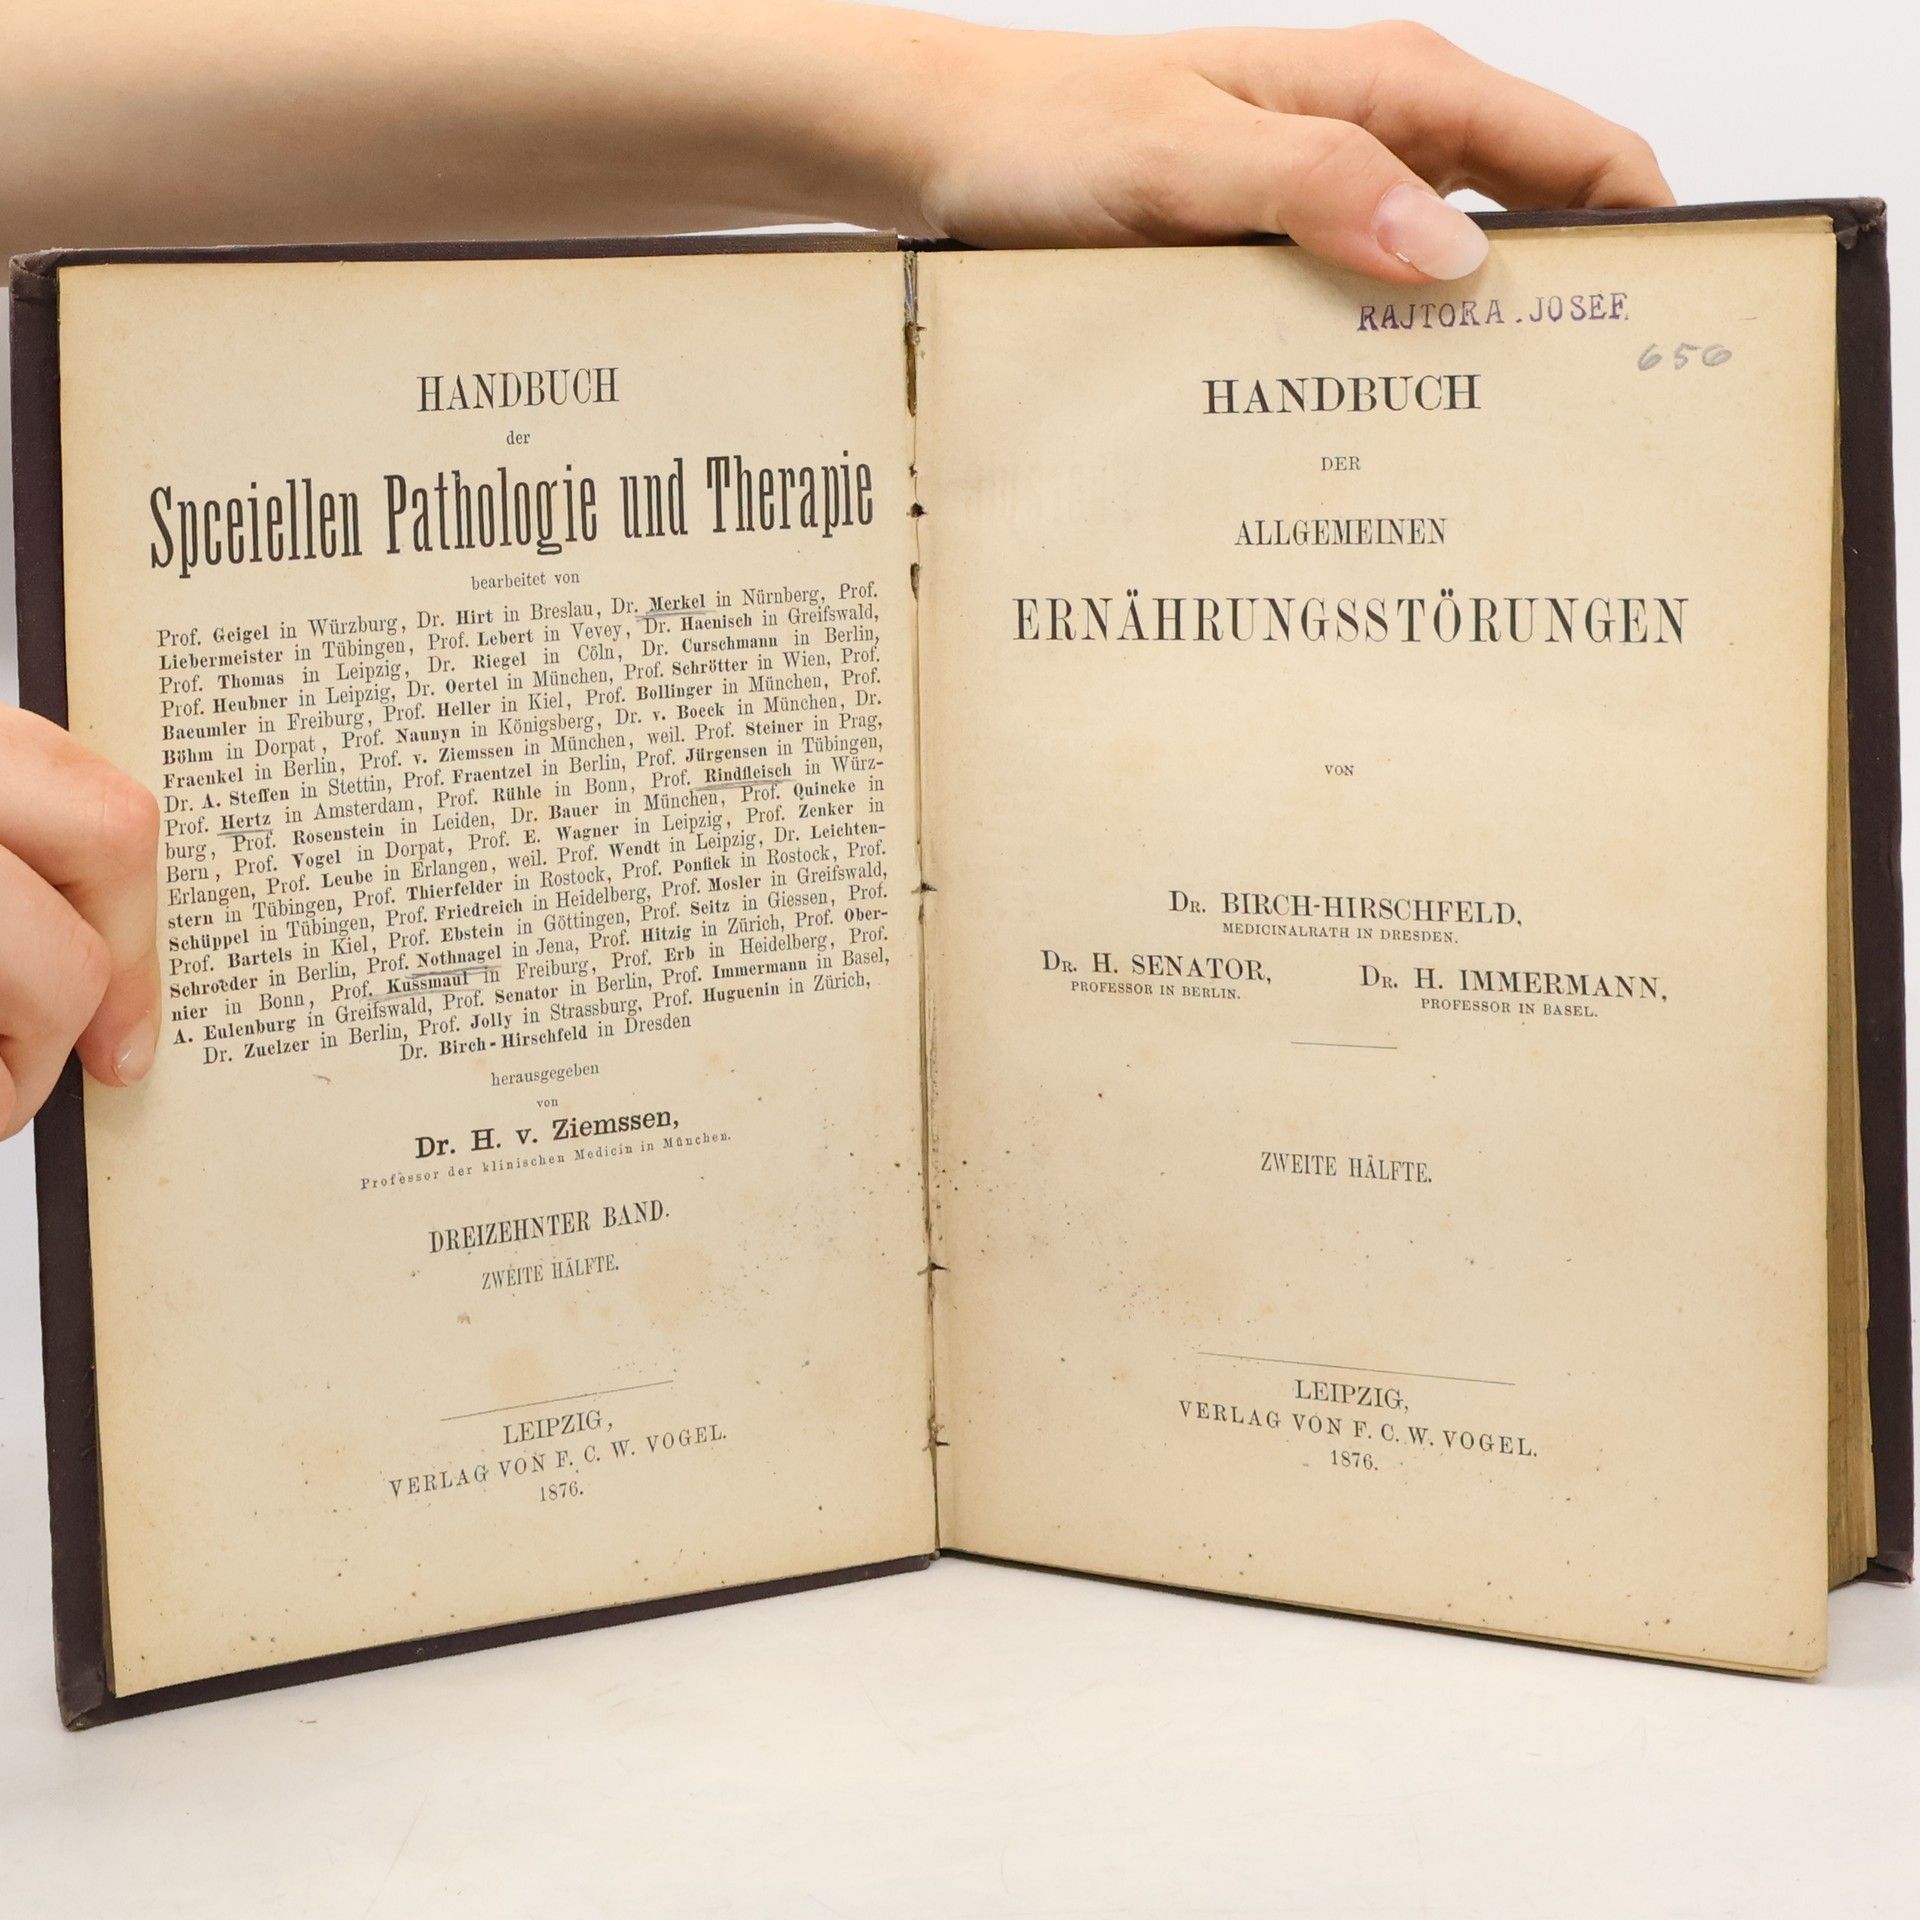 HANDBUCH
der
Speciellen Pathologie und Therapie
bearbeitet von
Prof. Geigel in Würzburg, Dr. Hirt in Breslau, Dr. Merkel in Nürnberg, Prof.
Liebermeister in Tübingen, Prof. Lebert in Vevey, Dr. Haenisch in Greifswald,
Prof. Thomas in Leipzig, Dr. Riegel in Cöln, Dr. Curschmann in Berlin,
Prof. Heubner in Leipzig, Dr. Oertel in München, Prof. Schrötter in Wien, Prof.
Baeumler in Freiburg, Prof. Heller in Kiel, Prof. Bollinger in München, Prof.
Böhm in Dorpat, Prof. Naunyn in Königsberg, Dr. v. Boeck in München, Dr.
Fraenkel in Berlin, Prof. v. Ziemssen in München, weil. Prof. Steiner in Prag,
Dr. A. Steffen in Stettin, Prof. Fraentzel in Berlin, Prof. Jürgensen in Tübingen,
Prof. Hertz in Amsterdam, Prof. Rühle in Bonn, Prof. Rindfleisch in Würz-
burg, Prof. Rosenstein in Leiden, Dr. Bauer in München, Prof. Quincke in
Bern, Prof. Vogel in Dorpat, Prof. E. Wagner in Leipzig, Prof. Zenker in
Erlangen, Prof. Leube in Erlangen, weil. Prof. Wendt in Leipzig, Dr. Leichten-
stern in Tübingen, Prof. Thierfelder in Rostock, Prof. Ponfick in Rostock, Prof.
Schüppel in Tübingen, Prof. Friedreich in Heidelberg, Prof. Mosler in Greifswald,
Prof. Bartels in Kiel, Prof. Ebstein in Göttingen, Prof. Seitz in Giessen, Prof.
Schroeder in Berlin, Prof. Nothnagel in Jena, Prof. Hitzig in Zürich, Prof. Ober-
nier in Bonn, Prof. Kussmaul in Freiburg, Prof. Erb in Heidelberg, Prof.
A. Eulenburg in Greifswald, Prof. Senator in Berlin, Prof. Immermann in Basel,
Dr. Zuelzer in Berlin, Prof. Jolly in Strassburg, Prof. Huguenin in Zürich,
Dr. Birch-Hirschfeld in Dresden
herausgegeben
von
Dr. H. v. Ziemssen,
Professor der klinischen Medicin in München.
DREIZEHNTER BAND.
ZWEITE HÄLFTE.
LEIPZIG,
VERLAG VON F. C. W. VOGEL.
1876.
RAJTORA.JOSEF
656
HANDBUCH
DER
ALLGEMEINEN
ERNÄHRUNGSSTÖRUNGEN
VON
DR. BIRCH-HIRSCHFELD,
MEDICINALRATH IN DRESDEN.
DR. H. SENATOR, DR. H. IMMERMANN,
PROFESSOR IN BERLIN. PROFESSOR IN BASEL.
ZWEITE HÄLFTE.
LEIPZIG,
VERLAG VON F. C. W. VOGEL.
1876.